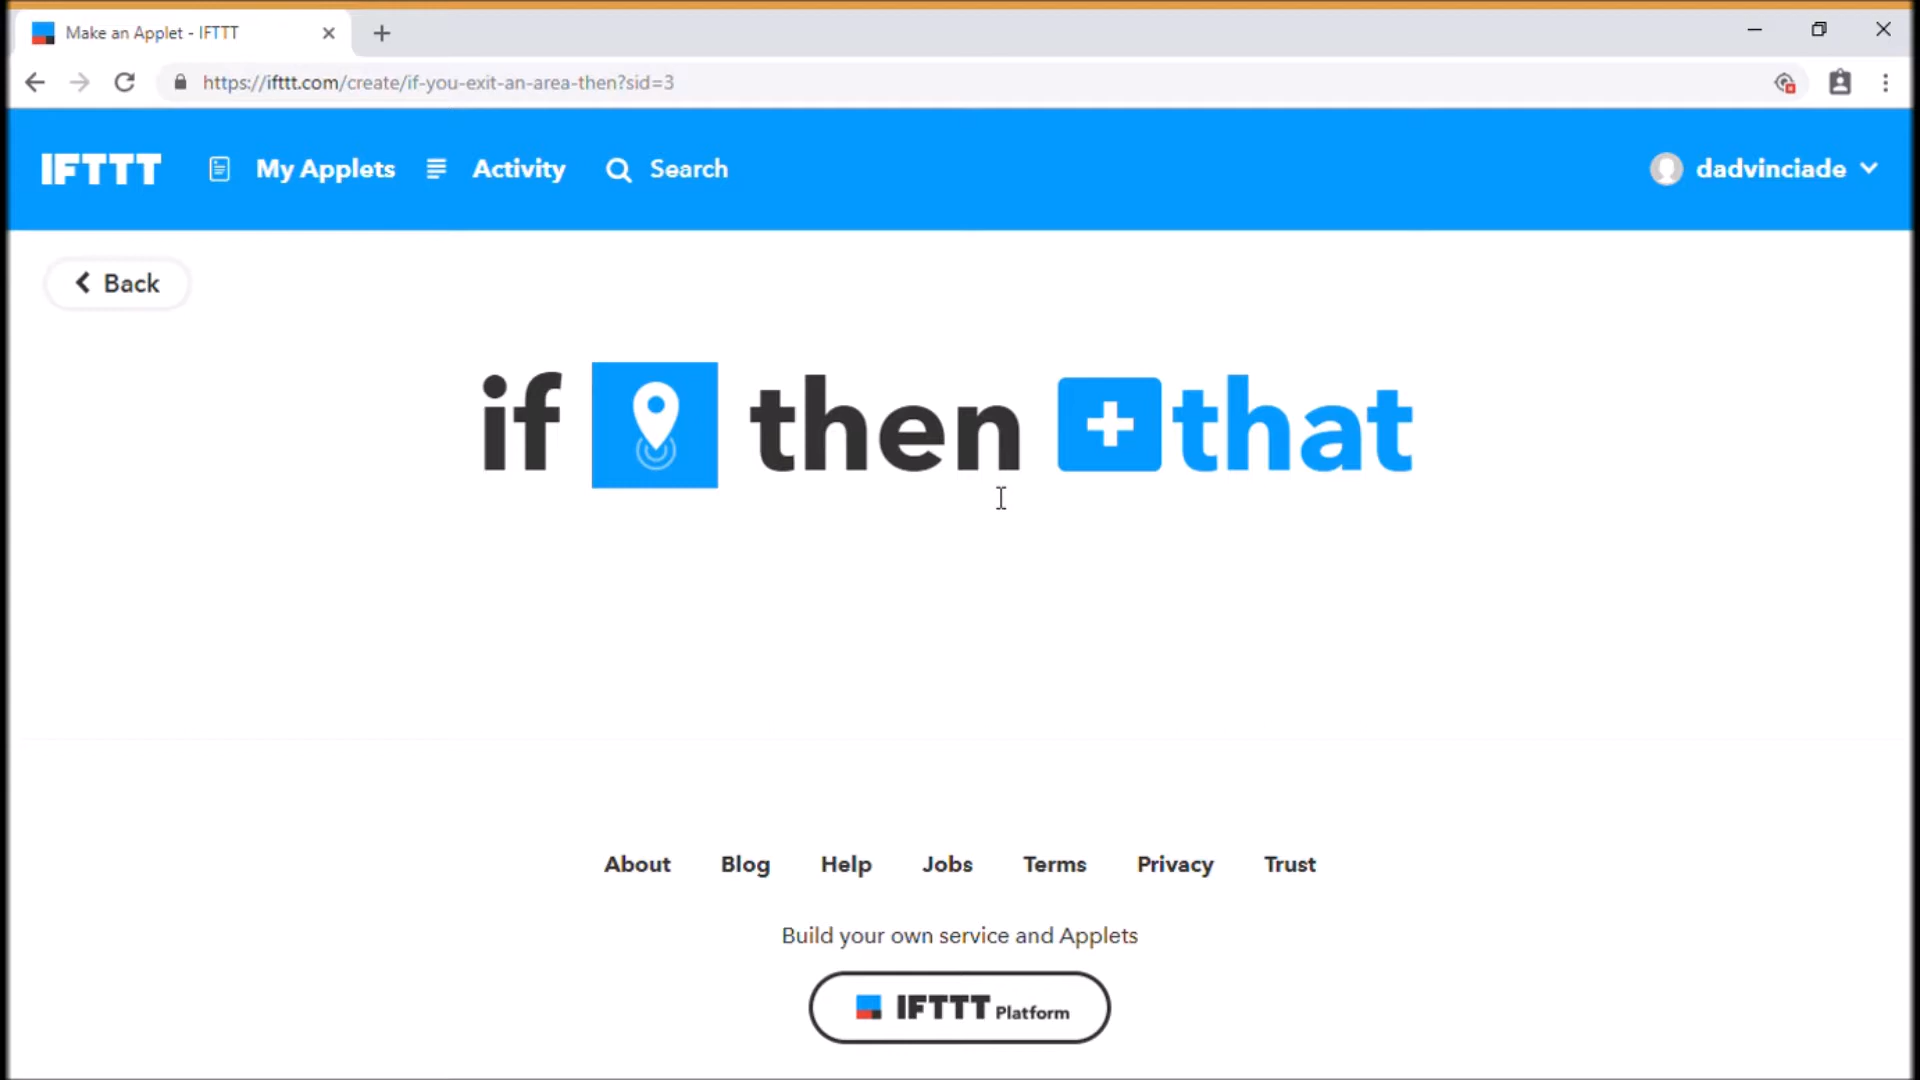 Make an Applet - IFTTT
https://ifttt.com/create/if-you-exit-an-area-then?sid=3
IFTTT My Applets Activity Search dadvinciade
Back
if then that
About Blog Help Jobs Terms Privacy Trust
Build your own service and Applets
IFTTT Platform